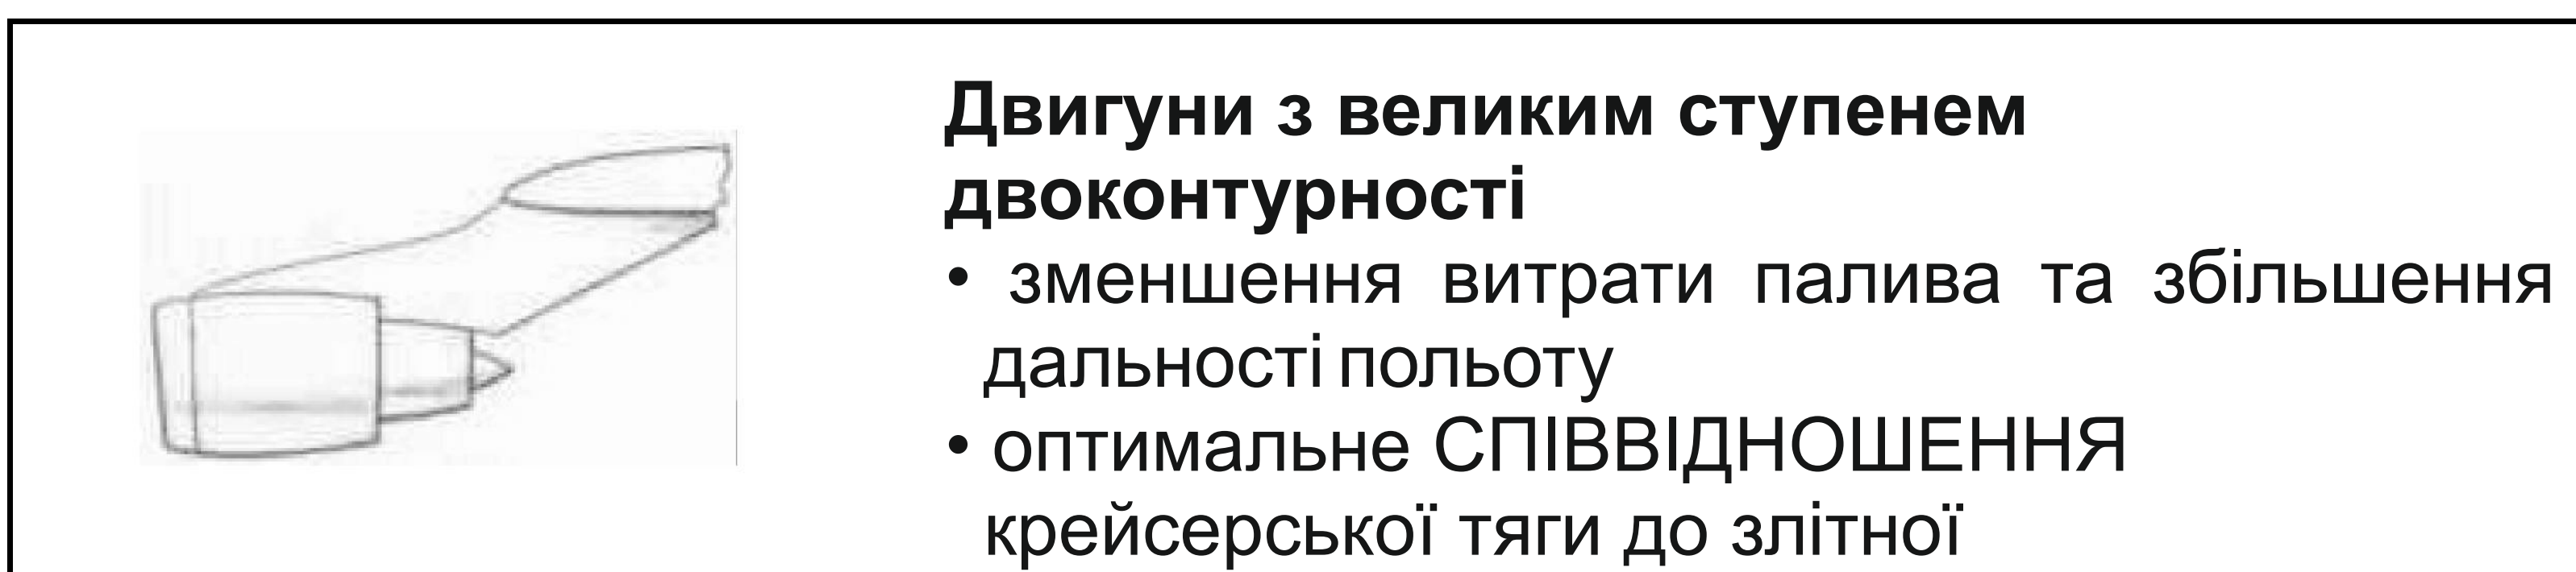 Двигуни з великим ступенем
двоконтурності
• зменшення витрати палива та збільшення
дальності польоту
• оптимальне СПІВВІДНОШЕННЯ
крейсерської тяги до злітної